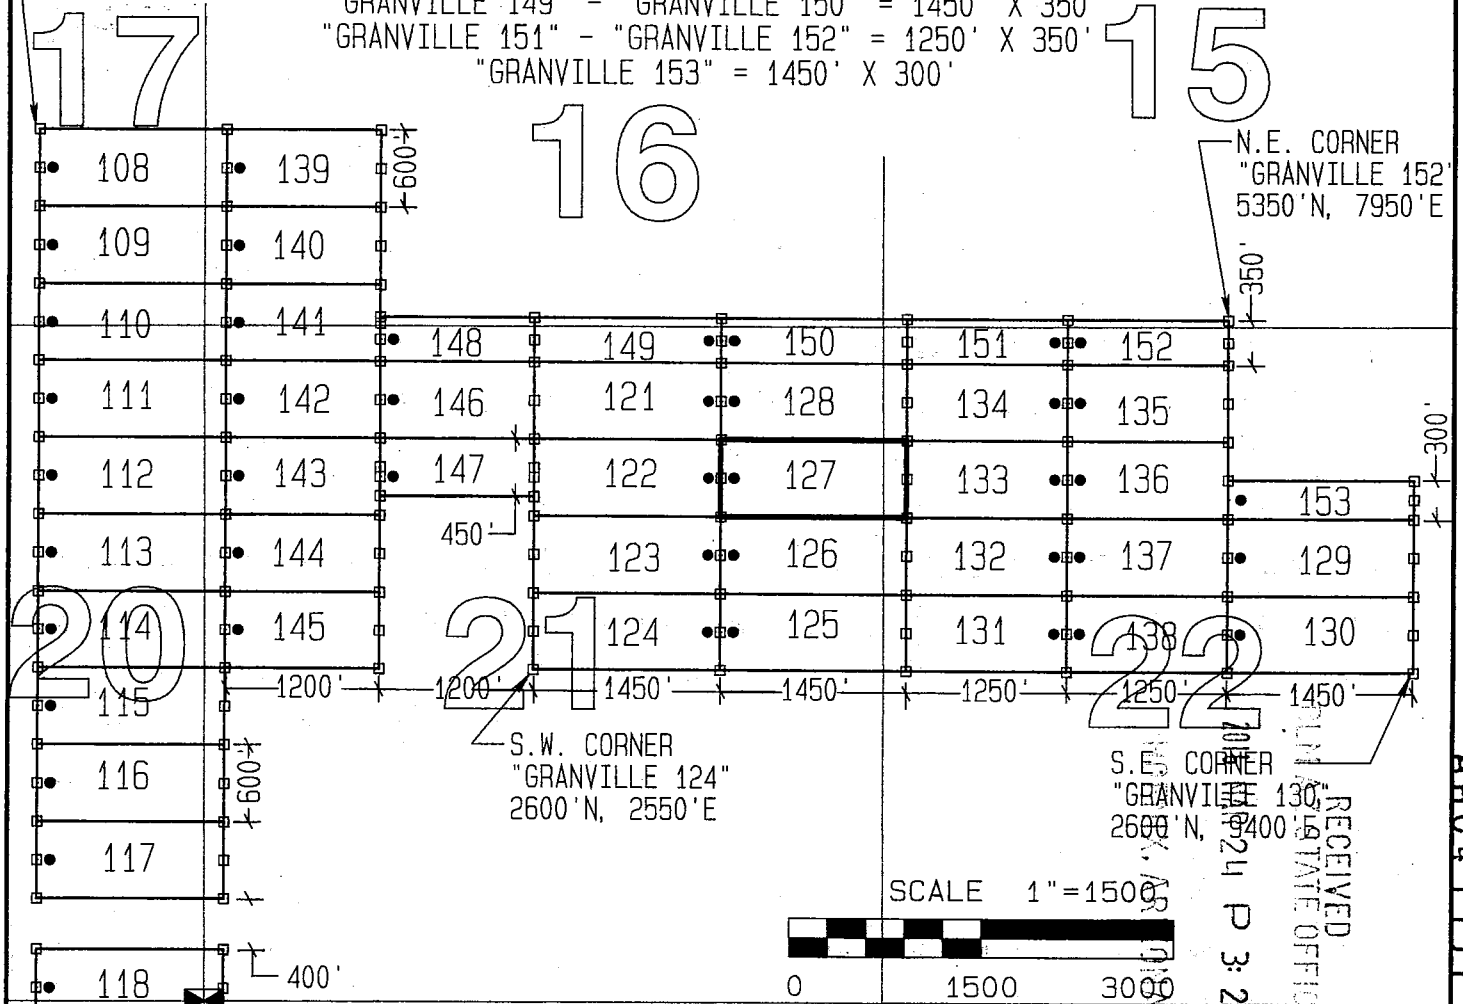 "GRANVILLE 149" - "GRANVILLE 150" = 1450' X 350'
"GRANVILLE 151" - "GRANVILLE 152" = 1250' X 350'
"GRANVILLE 153" = 1450' X 300'
17
16
15
N.E. CORNER
"GRANVILLE 152"
5350'N, 7950'E
108 139 600'
109 140
350'
110 141 148 149 150 151 152
111 142 146 121 128 134 135
300'
112 143 147 122 127 133 136 153
450'
113 144 123 126 132 137 129
20 21 22
114 145 124 125 131 138 130
1200' 1200' 1450' 1450' 1250' 1250' 1450'
115
S.W. CORNER
"GRANVILLE 124"
2600'N, 2550'E
S.E. CORNER
"GRANVILLE 130"
2600'N, 9400'E
116 600'
117
118 400'
SCALE 1"=1500'
0 1500 3000
RECEIVED
24 P 3:2